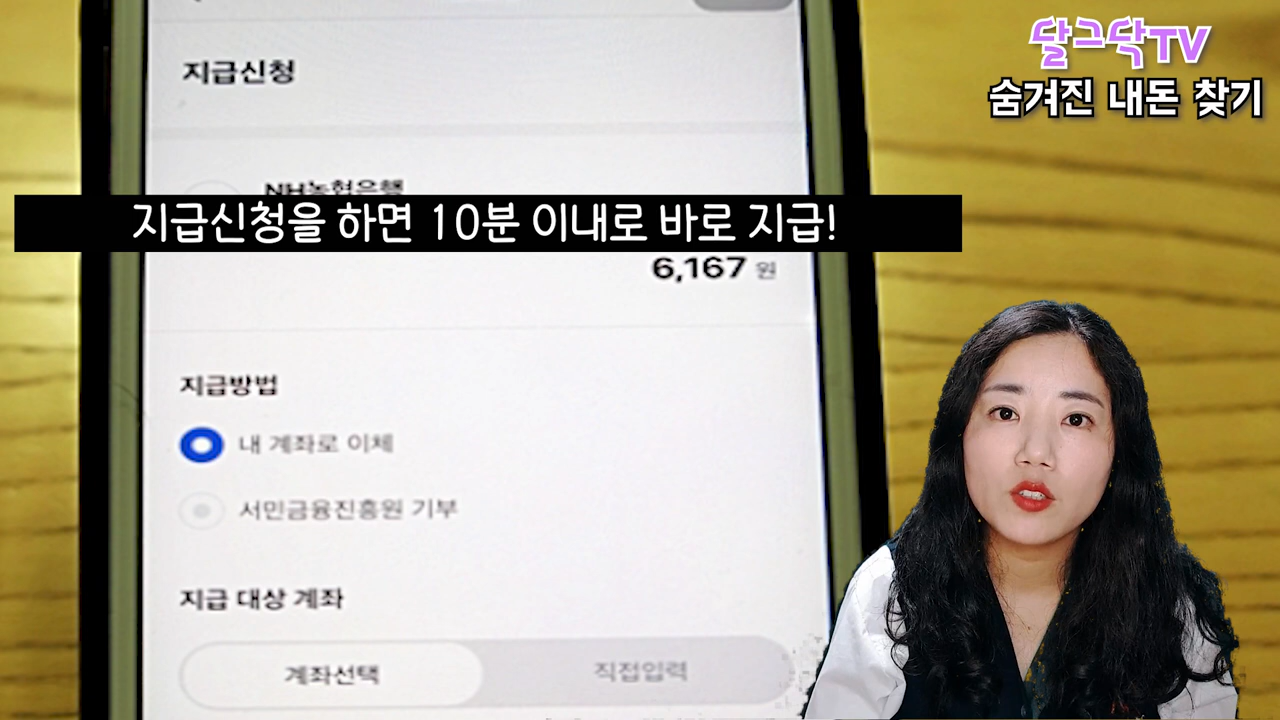 달그닥TV
숨겨진 내돈 찾기
지급신청
NH농협은행
지급신청을 하면 10분 이내로 바로 지급!
6,167 원
지급방법
내 계좌로 이체
서민금융진흥원 기부
지급 대상 계좌
계좌선택
직접입력